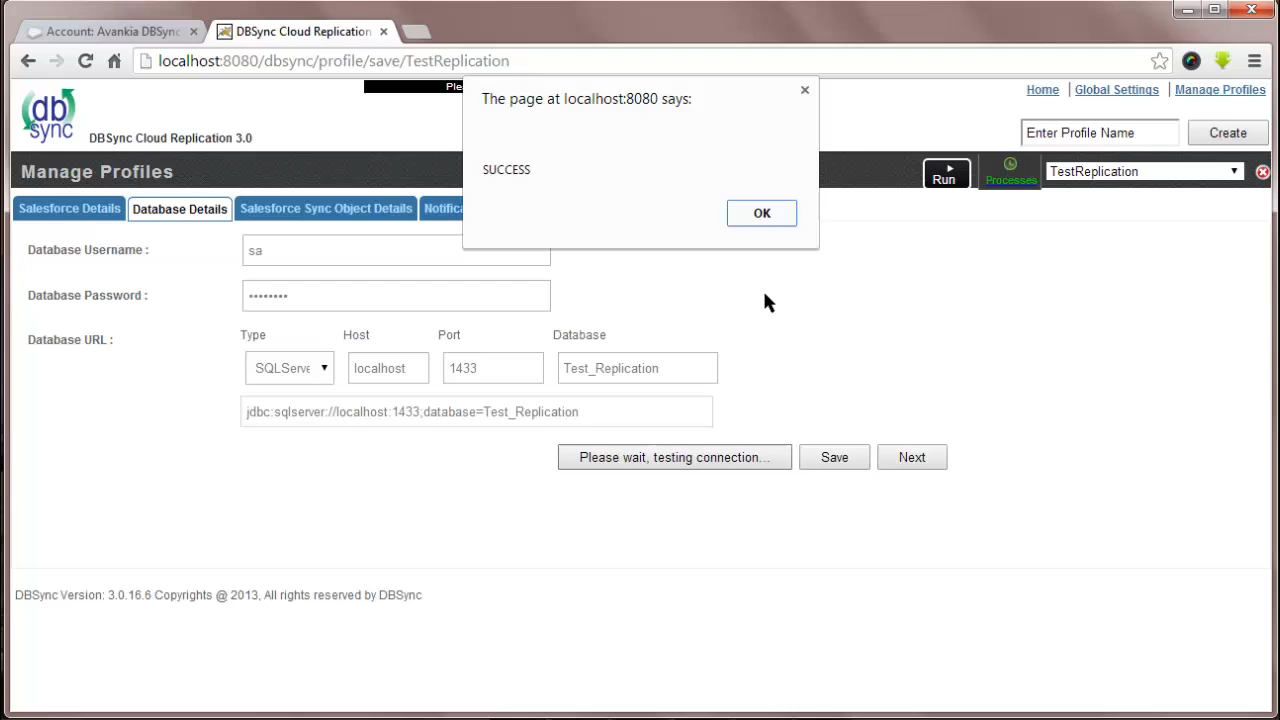 Account: Avankia DBSync
DBSync Cloud Replication
localhost:8080/dbsync/profile/save/TestReplication
The page at localhost:8080 says:
SUCCESS
OK
Home
Global Settings
Manage Profiles
db
sync
DBSync Cloud Replication 3.0
Enter Profile Name
Create
Manage Profiles
Run
Processes
TestReplication
Salesforce Details
Database Details
Salesforce Sync Object Details
Database Username :
sa
Database Password :
••••••••
Database URL :
Type
Host
Port
Database
SQLServe
localhost
1433
Test_Replication
jdbc:sqlserver://localhost:1433;database=Test_Replication
Please wait, testing connection...
Save
Next
DBSync Version: 3.0.16.6 Copyrights @ 2013, All rights reserved by DBSync